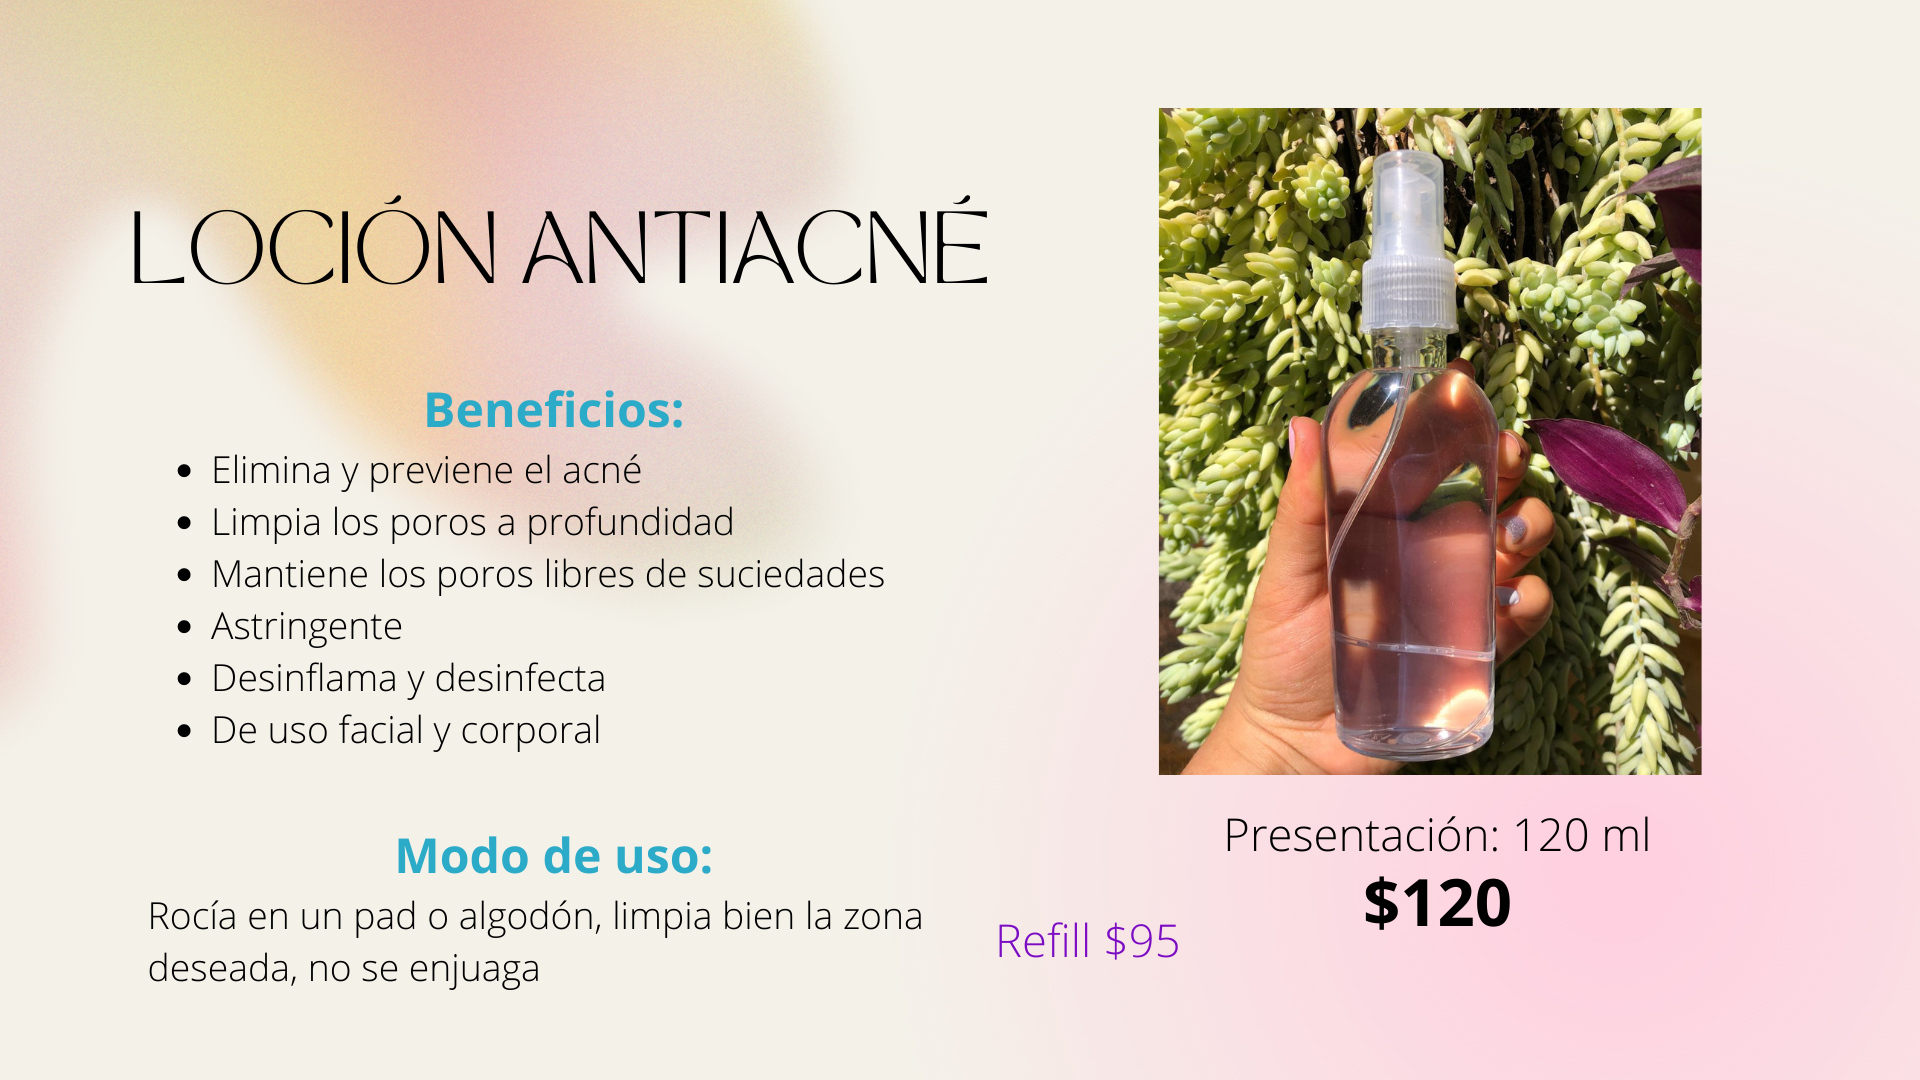 LOCIÓN ANTIACNÉ
Beneficios:
Elimina y previene el acné
Limpia los poros a profundidad
Mantiene los poros libres de suciedades
Astringente
Desinflama y desinfecta
De uso facial y corporal
Modo de uso:
Rocía en un pad o algodón, limpia bien la zona
deseada, no se enjuaga
Presentación: 120 ml
$120
Refill $95